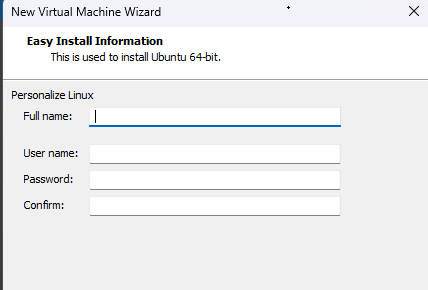 New Virtual Machine Wizard
Easy Install Information
This is used to install Ubuntu 64-bit.
Personalize Linux
Full name:
User name:
Password:
Confirm: